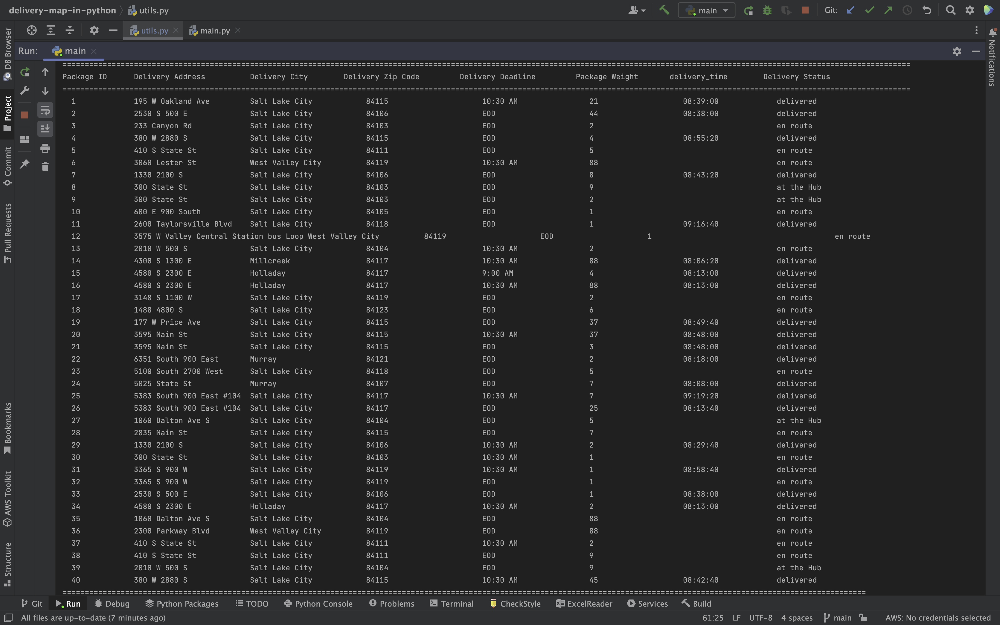 delivery-map-in-python utils.py main Git:
utils.py main.py
Run: main
==============================================================================================================================================================================================
Package ID Delivery Address Delivery City Delivery Zip Code Delivery Deadline Package Weight delivery_time Delivery Status
==============================================================================================================================================================================================
1 195 W Oakland Ave Salt Lake City 84115 10:30 AM 21 08:39:00 delivered
2 2530 S 500 E Salt Lake City 84106 EOD 44 08:38:00 delivered
3 233 Canyon Rd Salt Lake City 84103 EOD 2 en route
4 380 W 2880 S Salt Lake City 84115 EOD 4 08:55:20 delivered
5 410 S State St Salt Lake City 84111 EOD 5 en route
6 3060 Lester St West Valley City 84119 10:30 AM 88 en route
7 1330 2100 S Salt Lake City 84106 EOD 8 08:43:20 delivered
8 300 State St Salt Lake City 84103 EOD 9 at the Hub
9 300 State St Salt Lake City 84103 EOD 2 at the Hub
10 600 E 900 South Salt Lake City 84105 EOD 1 en route
11 2600 Taylorsville Blvd Salt Lake City 84118 EOD 1 09:16:40 delivered
12 3575 W Valley Central Station bus Loop West Valley City 84119 EOD 1 en route
13 2010 W 500 S Salt Lake City 84104 10:30 AM 2 en route
14 4300 S 1300 E Millcreek 84117 10:30 AM 88 08:06:20 delivered
15 4580 S 2300 E Holladay 84117 9:00 AM 4 08:13:00 delivered
16 4580 S 2300 E Holladay 84117 10:30 AM 88 08:13:00 delivered
17 3148 S 1100 W Salt Lake City 84119 EOD 2 en route
18 1488 4800 S Salt Lake City 84123 EOD 6 en route
19 177 W Price Ave Salt Lake City 84115 EOD 37 08:49:40 delivered
20 3595 Main St Salt Lake City 84115 10:30 AM 37 08:48:00 delivered
21 3595 Main St Salt Lake City 84115 EOD 3 08:48:00 delivered
22 6351 South 900 East Murray 84121 EOD 2 08:18:00 delivered
23 5100 South 2700 West Salt Lake City 84118 EOD 5 en route
24 5025 State St Murray 84107 EOD 7 08:08:00 delivered
25 5383 South 900 East #104 Salt Lake City 84117 10:30 AM 7 09:19:20 delivered
26 5383 South 900 East #104 Salt Lake City 84117 EOD 25 08:13:40 delivered
27 1060 Dalton Ave S Salt Lake City 84104 EOD 5 at the Hub
28 2835 Main St Salt Lake City 84115 EOD 7 en route
29 1330 2100 S Salt Lake City 84106 10:30 AM 2 08:29:40 delivered
30 300 State St Salt Lake City 84103 10:30 AM 1 en route
31 3365 S 900 W Salt Lake City 84119 10:30 AM 1 08:58:40 delivered
32 3365 S 900 W Salt Lake City 84119 EOD 1 en route
33 2530 S 500 E Salt Lake City 84106 EOD 1 08:38:00 delivered
34 4580 S 2300 E Holladay 84117 10:30 AM 2 08:13:00 delivered
35 1060 Dalton Ave S Salt Lake City 84104 EOD 88 en route
36 2300 Parkway Blvd West Valley City 84119 EOD 88 en route
37 410 S State St Salt Lake City 84111 10:30 AM 2 en route
38 410 S State St Salt Lake City 84111 EOD 9 en route
39 2010 W 500 S Salt Lake City 84104 EOD 9 at the Hub
40 380 W 2880 S Salt Lake City 84115 10:30 AM 45 08:42:40 delivered
====================================================================================================================================================================================
DB Browser
Project
Commit
Pull Requests
Bookmarks
AWS Toolkit
Structure
Notifications
Git Run Debug Python Packages TODO Python Console Problems Terminal CheckStyle ExcelReader Services Build
All files are up-to-date (7 minutes ago) 61:25 LF UTF-8 4 spaces main AWS: No credentials selected